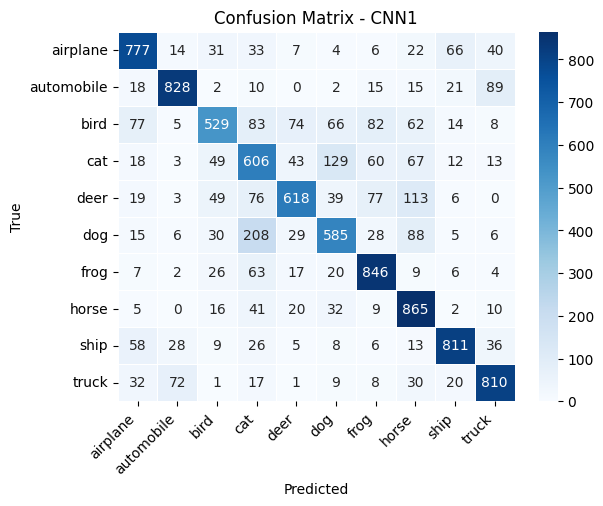 Confusion Matrix - CNN1
airplane 777 14 31 33 7 4 6 22 66 40
automobile 18 828 2 10 0 2 15 15 21 89
bird 77 5 529 83 74 66 82 62 14 8
cat 18 3 49 606 43 129 60 67 12 13
deer 19 3 49 76 618 39 77 113 6 0
dog 15 6 30 208 29 585 28 88 5 6
frog 7 2 26 63 17 20 846 9 6 4
horse 5 0 16 41 20 32 9 865 2 10
ship 58 28 9 26 5 8 6 13 811 36
truck 32 72 1 17 1 9 8 30 20 810
airplane automobile bird cat deer dog frog horse ship truck
Predicted
True
800
700
600
500
400
300
200
100
0